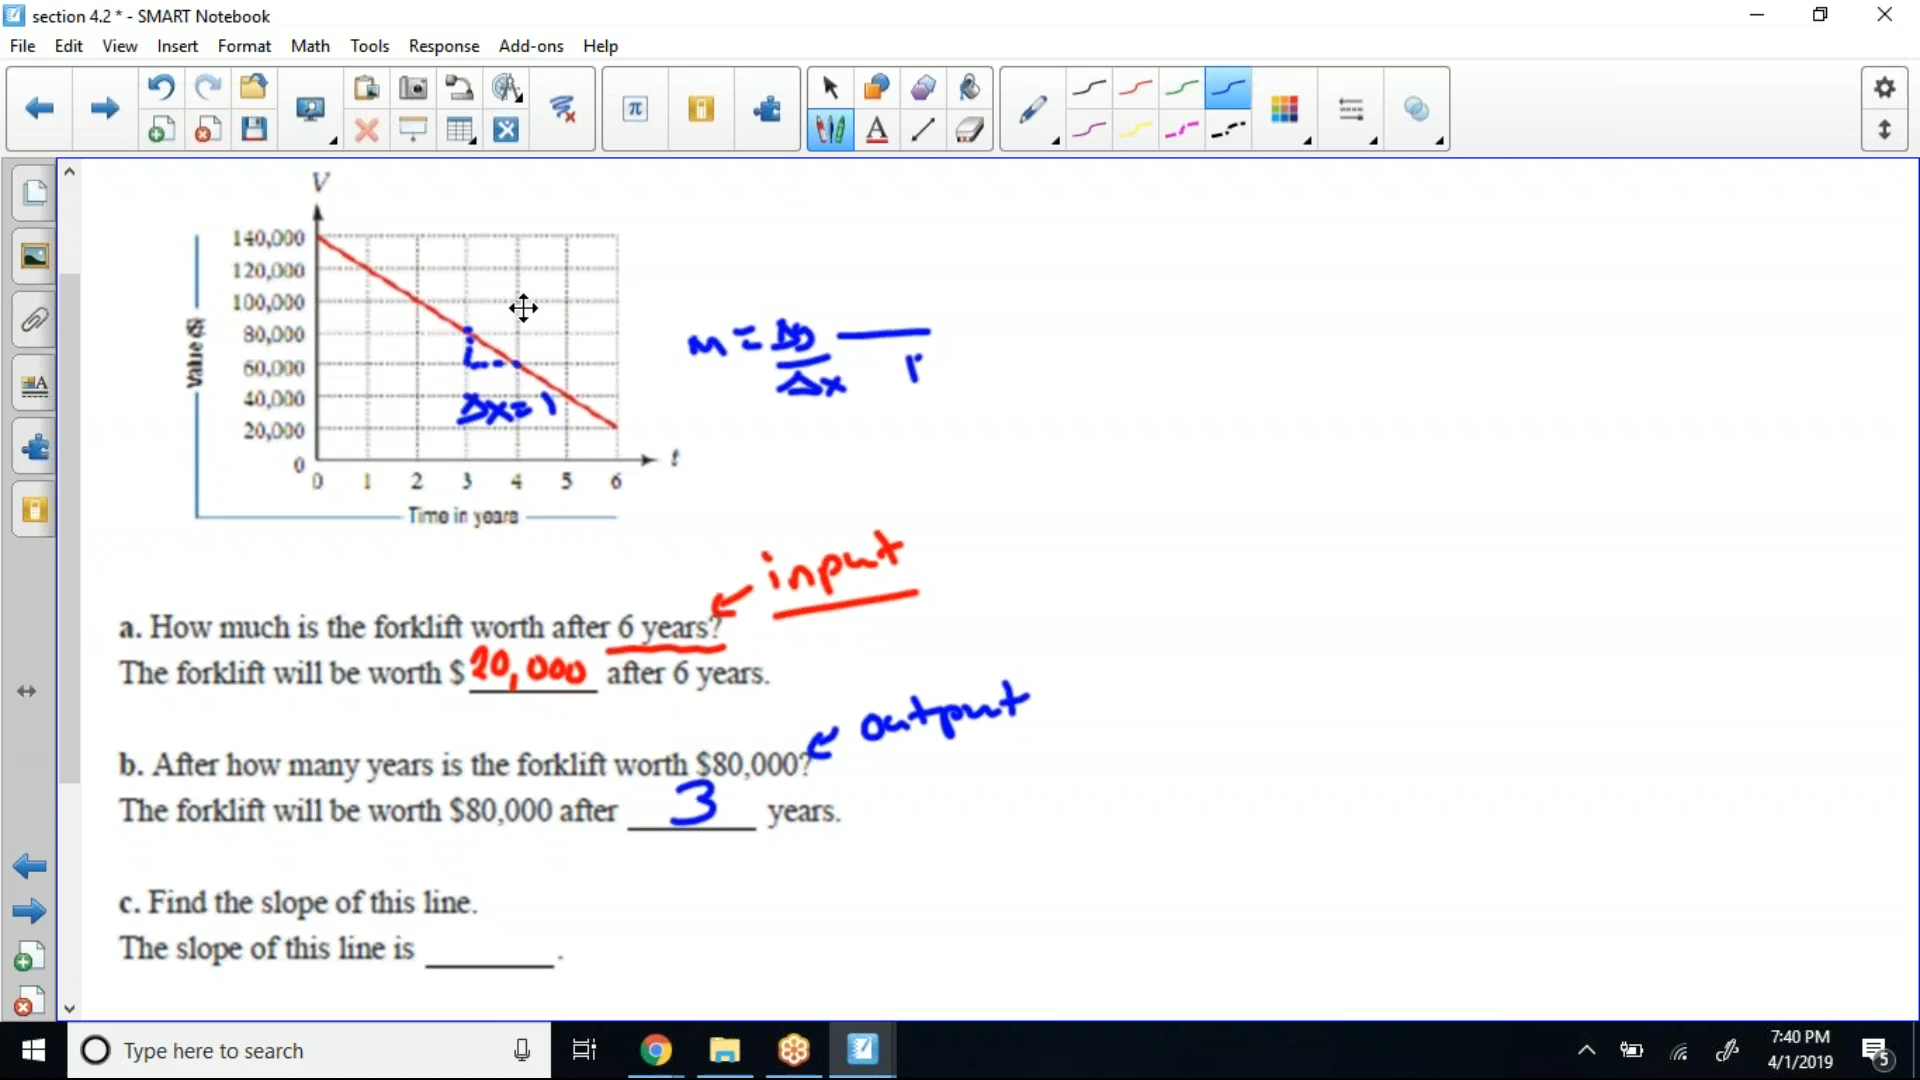 section 4.2 * - SMART Notebook
File Edit View Insert Format Math Tools Response Add-ons Help
V
140,000
120,000
100,000
80,000
60,000
40,000
20,000
0
Value ($)
0 1 2 3 4 5 6
t
Time in years
Δx = 1
m = Δy
Δx 1
input
a. How much is the forklift worth after 6 years?
The forklift will be worth $ 20,000 after 6 years.
output
b. After how many years is the forklift worth $80,000?
The forklift will be worth $80,000 after 3 years.
c. Find the slope of this line.
The slope of this line is ________.
Type here to search
7:40 PM
4/1/2019
5